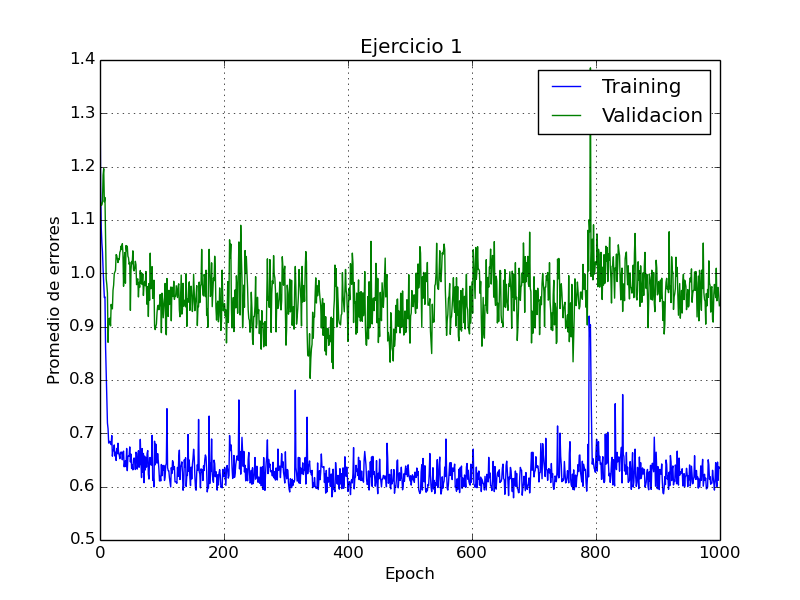 Ejercicio 1
1.4
1.3
1.2
1.1
1.0
0.9
0.8
0.7
0.6
0.5
Promedio de errores
Training
Validacion
0 200 400 600 800 1000
Epoch